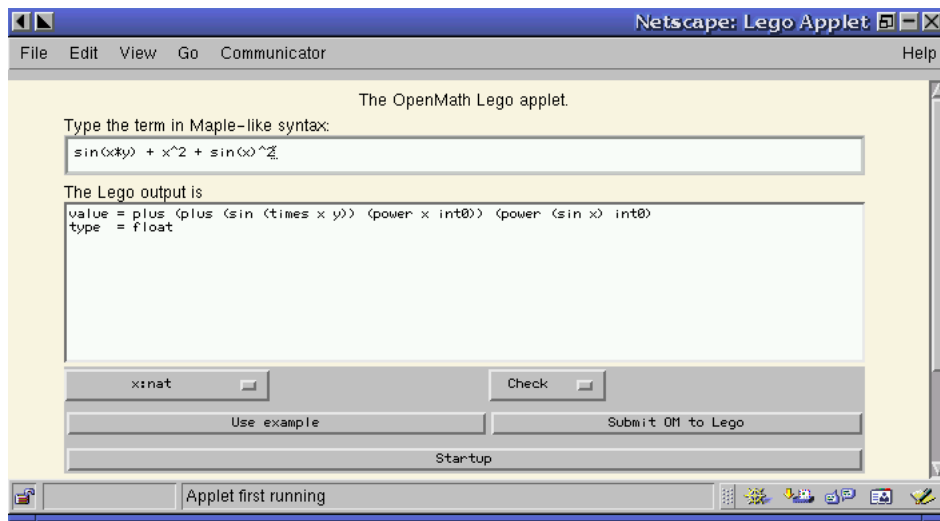 Netscape: Lego Applet
File Edit View Go Communicator Help
The OpenMath Lego applet.
Type the term in Maple-like syntax:
sin(x*y) + x^2 + sin(x)^2
The Lego output is
value = plus (plus (sin (times x y)) (power x int0)) (power (sin x) int0)
type = float
x:nat Check
Use example Submit OM to Lego
Startup
Applet first running